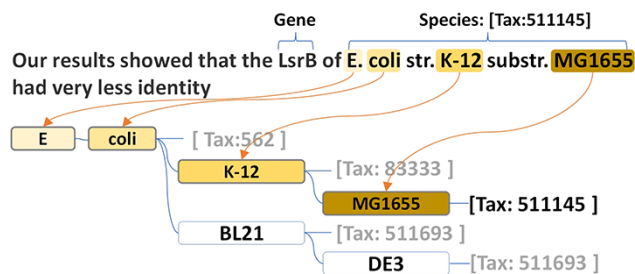 Gene Species: [Tax:511145]
Our results showed that the LsrB of E. coli str. K-12 substr. MG1655
had very less identity
E coli [ Tax:562 ]
K-12 [Tax: 83333 ]
MG1655 [Tax: 511145 ]
BL21 [Tax: 511693 ]
DE3 [Tax: 511693 ]